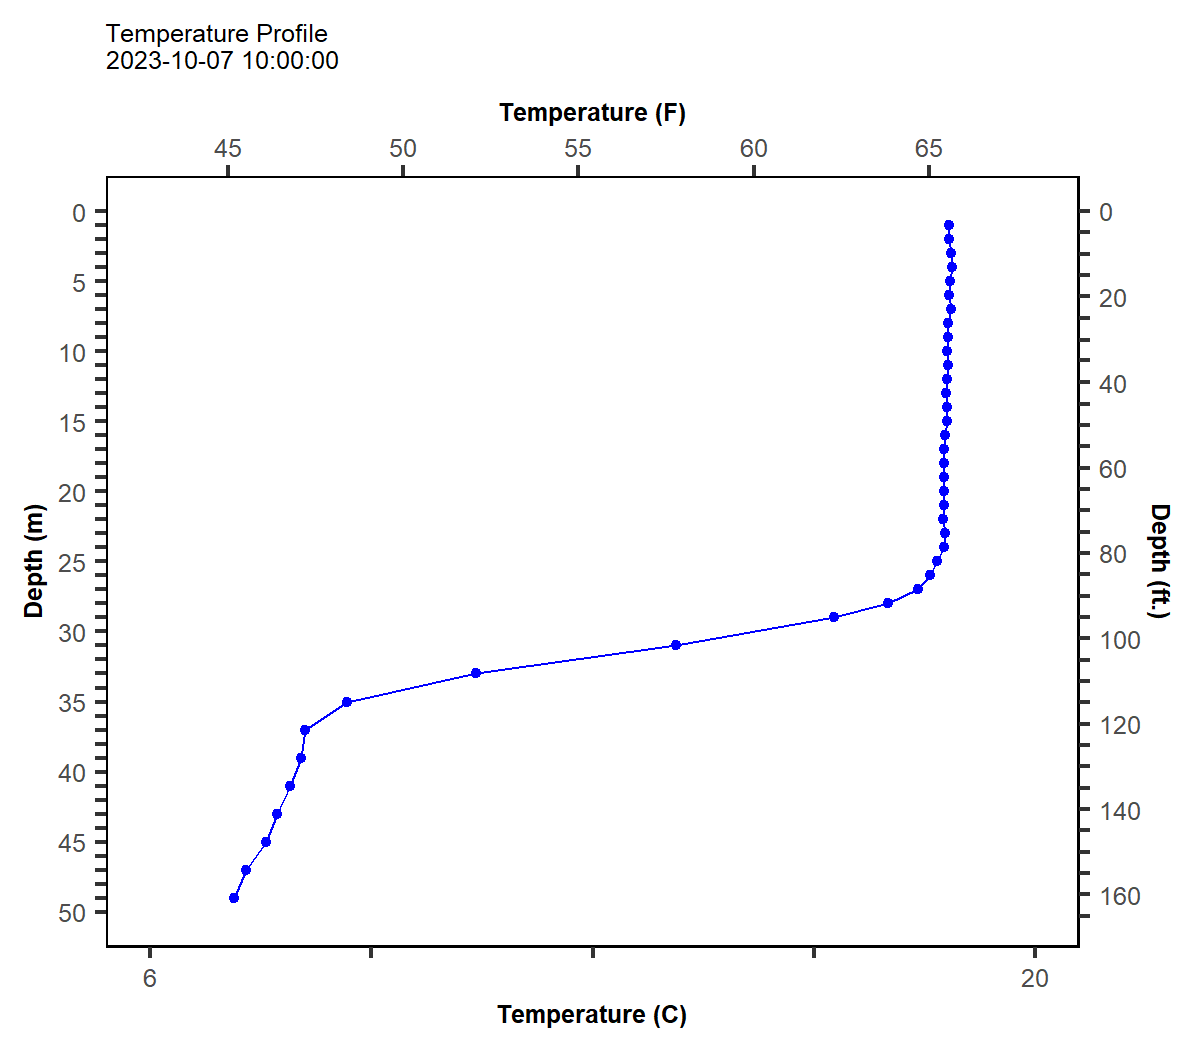 Temperature Profile
2023-10-07 10:00:00
Temperature (F)
45 50 55 60 65
0 0
5 20
10 40
15 60
20 80
25 100
30 120
35 140
40 160
45
50
Depth (m)
Depth (ft.)
6 20
Temperature (C)